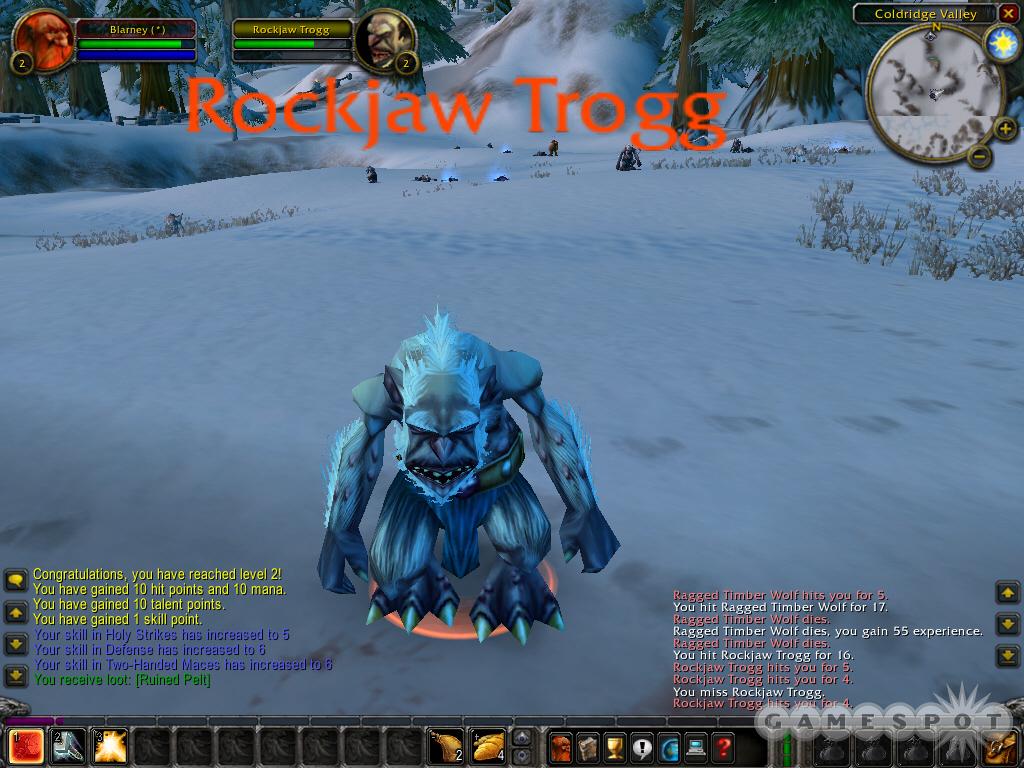 Blarney (*)
2
Rockjaw Trogg
2
Coldridge Valley
N
Rockjaw Trogg
Congratulations, you have reached level 2!
You have gained 10 hit points and 10 mana.
You have gained 10 talent points.
You have gained 1 skill point.
Your skill in Holy Strikes has increased to 5
Your skill in Defense has increased to 6
Your skill in Two-Handed Maces has increased to 6
You receive loot: [Ruined Pelt]
Ragged Timber Wolf hits you for 5.
You hit Ragged Timber Wolf for 17.
Ragged Timber Wolf dies.
Ragged Timber Wolf dies, you gain 55 experience.
Ragged Timber Wolf dies.
You hit Rockjaw Trogg for 16.
Rockjaw Trogg hits you for 5.
Rockjaw Trogg hits you for 4.
You miss Rockjaw Trogg.
Rockjaw Trogg hits you for 4.
GAMESPOT
1 2 3 2 4